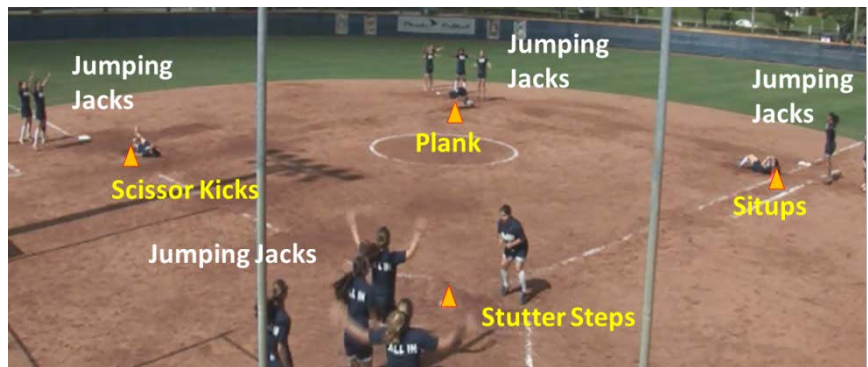 Jumping
Jacks
Jumping
Jacks
Jumping
Jacks
Plank
Scissor Kicks
Situps
Jumping Jacks
Stutter Steps
ALL IN
ALL IN